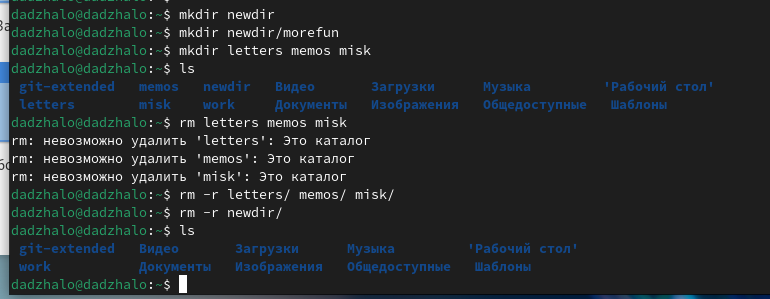 dadzhalo@dadzhalo:~$ mkdir newdir
dadzhalo@dadzhalo:~$ mkdir newdir/morefun
dadzhalo@dadzhalo:~$ mkdir letters memos misk
dadzhalo@dadzhalo:~$ ls
git-extended memos newdir Видео Загрузки Музыка 'Рабочий стол'
letters misk work Документы Изображения Общедоступные Шаблоны
dadzhalo@dadzhalo:~$ rm letters memos misk
rm: невозможно удалить 'letters': Это каталог
rm: невозможно удалить 'memos': Это каталог
rm: невозможно удалить 'misk': Это каталог
dadzhalo@dadzhalo:~$ rm -r letters/ memos/ misk/
dadzhalo@dadzhalo:~$ rm -r newdir/
dadzhalo@dadzhalo:~$ ls
git-extended Видео Загрузки Музыка 'Рабочий стол'
work Документы Изображения Общедоступные Шаблоны
dadzhalo@dadzhalo:~$